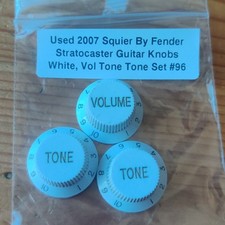 Used 2007 Squier By Fender
Stratocaster Guitar Knobs
White, Vol Tone Tone Set #96
VOLUME
TONE
TONE